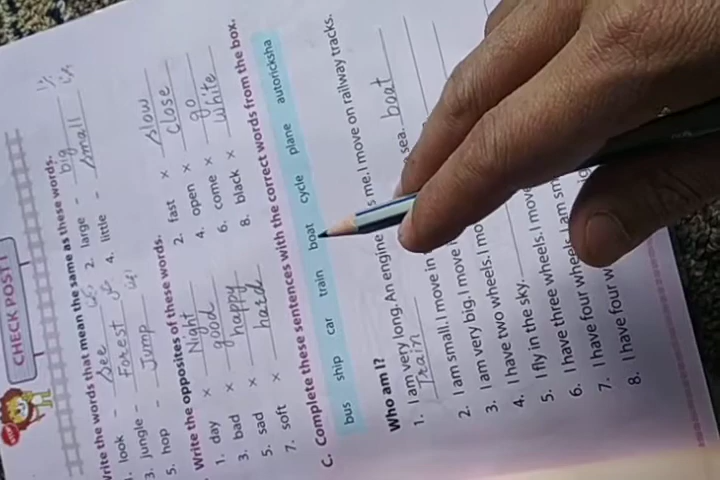 CHECK POST 1
Write the words that mean the same as these words.
1. look - See 2. large - big
3. jungle - Forest 4. little - small
5. hop - Jump
Write the opposites of these words.
1. day × Night 2. fast × slow
3. bad × good 4. open × close
5. sad × happy 6. come × go
7. soft × hard 8. black × white
C. Complete these sentences with the correct words from the box.
bus ship car train boat cycle plane autoricksha
Who am I?
1. I am very long. An engine s me. I move on railway tracks.
Train
2. I am small. I move in sea. boat
3. I am very big. I move
4. I have two wheels. I mo
5. I fly in the sky.
6. I have three wheels. I move
7. I have four wheels. I am sm
8. I have four w